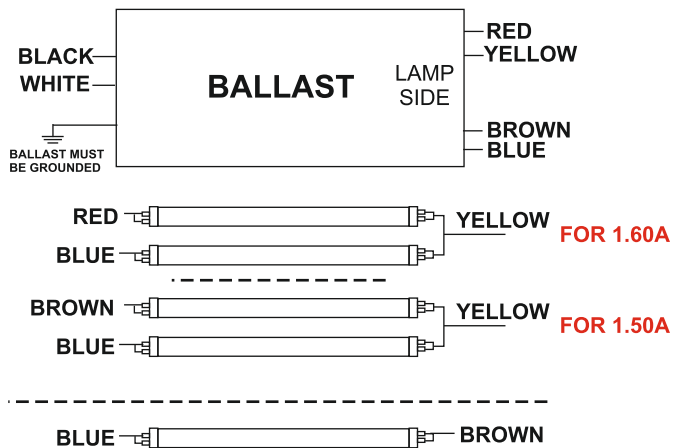 RED
BLACK
YELLOW
WHITE
BALLAST
LAMP
SIDE
BROWN
BLUE
BALLAST MUST
BE GROUNDED
RED
YELLOW
FOR 1.60A
BLUE
BROWN
YELLOW
FOR 1.50A
BLUE
BLUE
BROWN